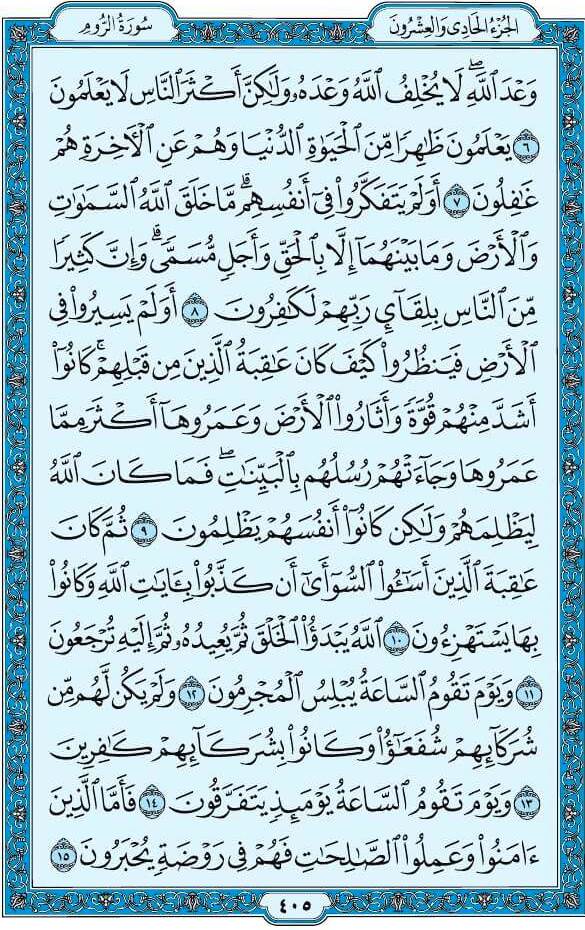 الجزء الحادي والعشرون
سورة الروم
وَعْدَ ٱللَّهِۖ لَا يُخْلِفُ ٱللَّهُ وَعْدَهُۥ وَلَٰكِنَّ أَكْثَرَ ٱلنَّاسِ لَا يَعْلَمُونَ
٦ يَعْلَمُونَ ظَٰهِرًا مِّنَ ٱلْحَيَوٰةِ ٱلدُّنْيَا وَهُمْ عَنِ ٱلْءَاخِرَةِ هُمْ
غَٰفِلُونَ ٧ أَوَلَمْ يَتَفَكَّرُوا۟ فِىٓ أَنفُسِهِمۗ مَّا خَلَقَ ٱللَّهُ ٱلسَّمَٰوَٰتِ
وَٱلْأَرْضَ وَمَا بَيْنَهُمَآ إِلَّا بِٱلْحَقِّ وَأَجَلٍ مُّسَمًّىۗ وَإِنَّ كَثِيرًا
مِّنَ ٱلنَّاسِ بِلِقَآئِ رَبِّهِمْ لَكَٰفِرُونَ ٨ أَوَلَمْ يَسِيرُوا۟ فِى
ٱلْأَرْضِ فَيَنظُرُوا۟ كَيْفَ كَانَ عَٰقِبَةُ ٱلَّذِينَ مِن قَبْلِهِمْۚ كَانُوٓا۟
أَشَدَّ مِنْهُمْ قُوَّةً وَأَثَارُوا۟ ٱلْأَرْضَ وَعَمَرُوهَآ أَكْثَرَ مِمَّا
عَمَرُوهَا وَجَآءَتْهُمْ رُسُلُهُم بِٱلْبَيِّنَٰتِۖ فَمَا كَانَ ٱللَّهُ
لِيَظْلِمَهُمْ وَلَٰكِن كَانُوٓا۟ أَنفُسَهُمْ يَظْلِمُونَ ٩ ثُمَّ كَانَ
عَٰقِبَةَ ٱلَّذِينَ أَسَٰٓـُٔوا۟ ٱلسُّوٓأَىٰٓ أَن كَذَّبُوا۟ بِـَٔايَٰتِ ٱللَّهِ وَكَانُوا۟
بِهَا يَسْتَهْزِءُونَ ١٠ ٱللَّهُ يَبْدَؤُا۟ ٱلْخَلْقَ ثُمَّ يُعِيدُهُۥ ثُمَّ إِلَيْهِ تُرْجَعُونَ
١١ وَيَوْمَ تَقُومُ ٱلسَّاعَةُ يُبْلِسُ ٱلْمُجْرِمُونَ ١٢ وَلَمْ يَكُن لَّهُم مِّن
شُرَكَآئِهِمْ شُفَعَٰٓؤُا۟ وَكَانُوا۟ بِشُرَكَآئِهِمْ كَٰفِرِينَ
١٣ وَيَوْمَ تَقُومُ ٱلسَّاعَةُ يَوْمَئِذٍ يَتَفَرَّقُونَ ١٤ فَأَمَّا ٱلَّذِينَ
ءَامَنُوا۟ وَعَمِلُوا۟ ٱلصَّٰلِحَٰتِ فَهُمْ فِى رَوْضَةٍ يُحْبَرُونَ ١٥
٤٠٥